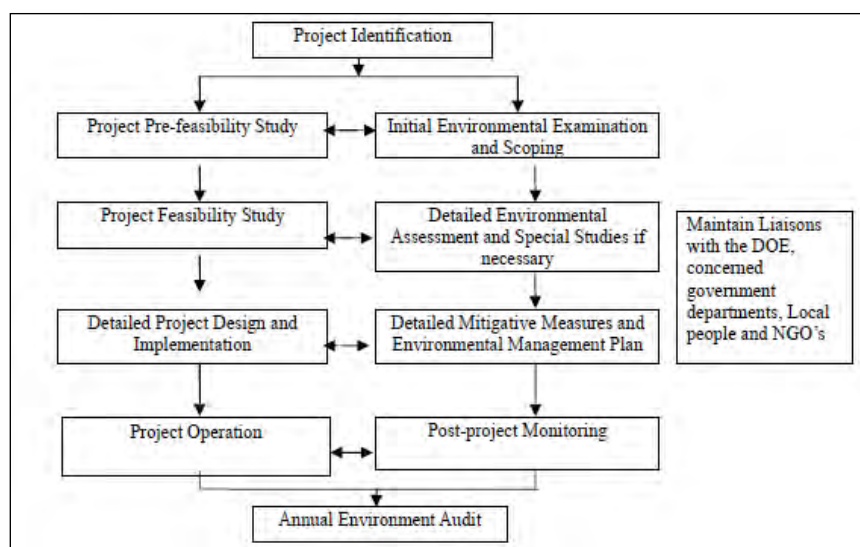 Project Identification
Project Pre-feasibility Study
Initial Environmental Examination
and Scoping
Project Feasibility Study
Detailed Environmental
Assessment and Special Studies if
necessary
Maintain Liaisons
with the DOE,
concerned
government
departments, Local
people and NGO's
Detailed Project Design and
Implementation
Detailed Mitigative Measures and
Environmental Management Plan
Project Operation
Post-project Monitoring
Annual Environment Audit